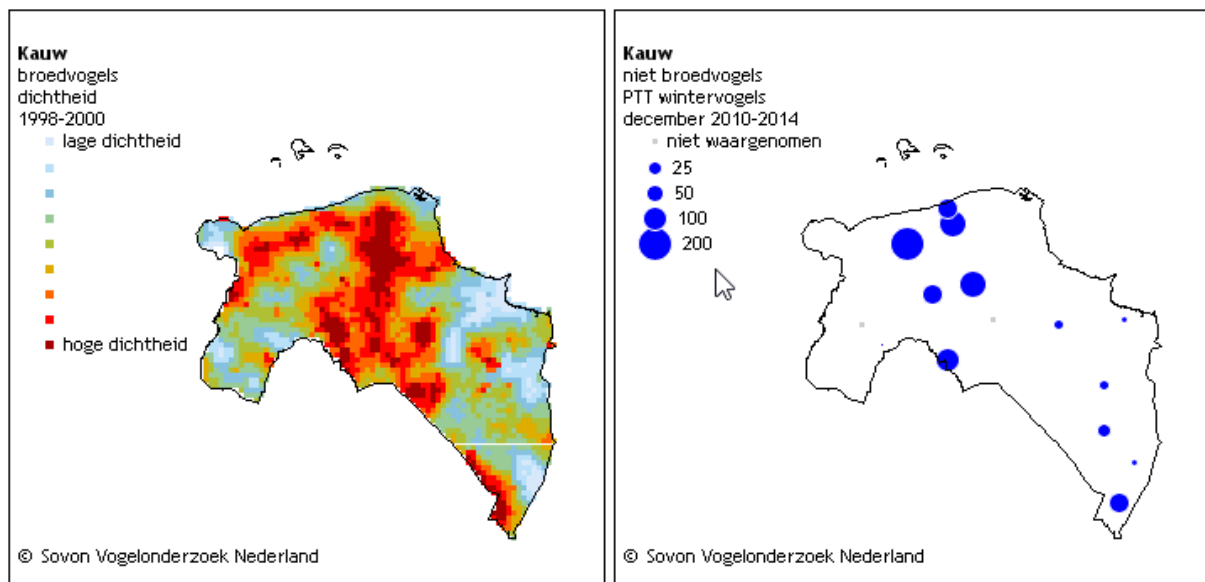 Kauw
broedvogels
dichtheid
1998-2000
lage dichtheid
hoge dichtheid
© Sovon Vogelonderzoek Nederland
Kauw
niet broedvogels
PTT wintervogels
december 2010-2014
niet waargenomen
25
50
100
200
© Sovon Vogelonderzoek Nederland